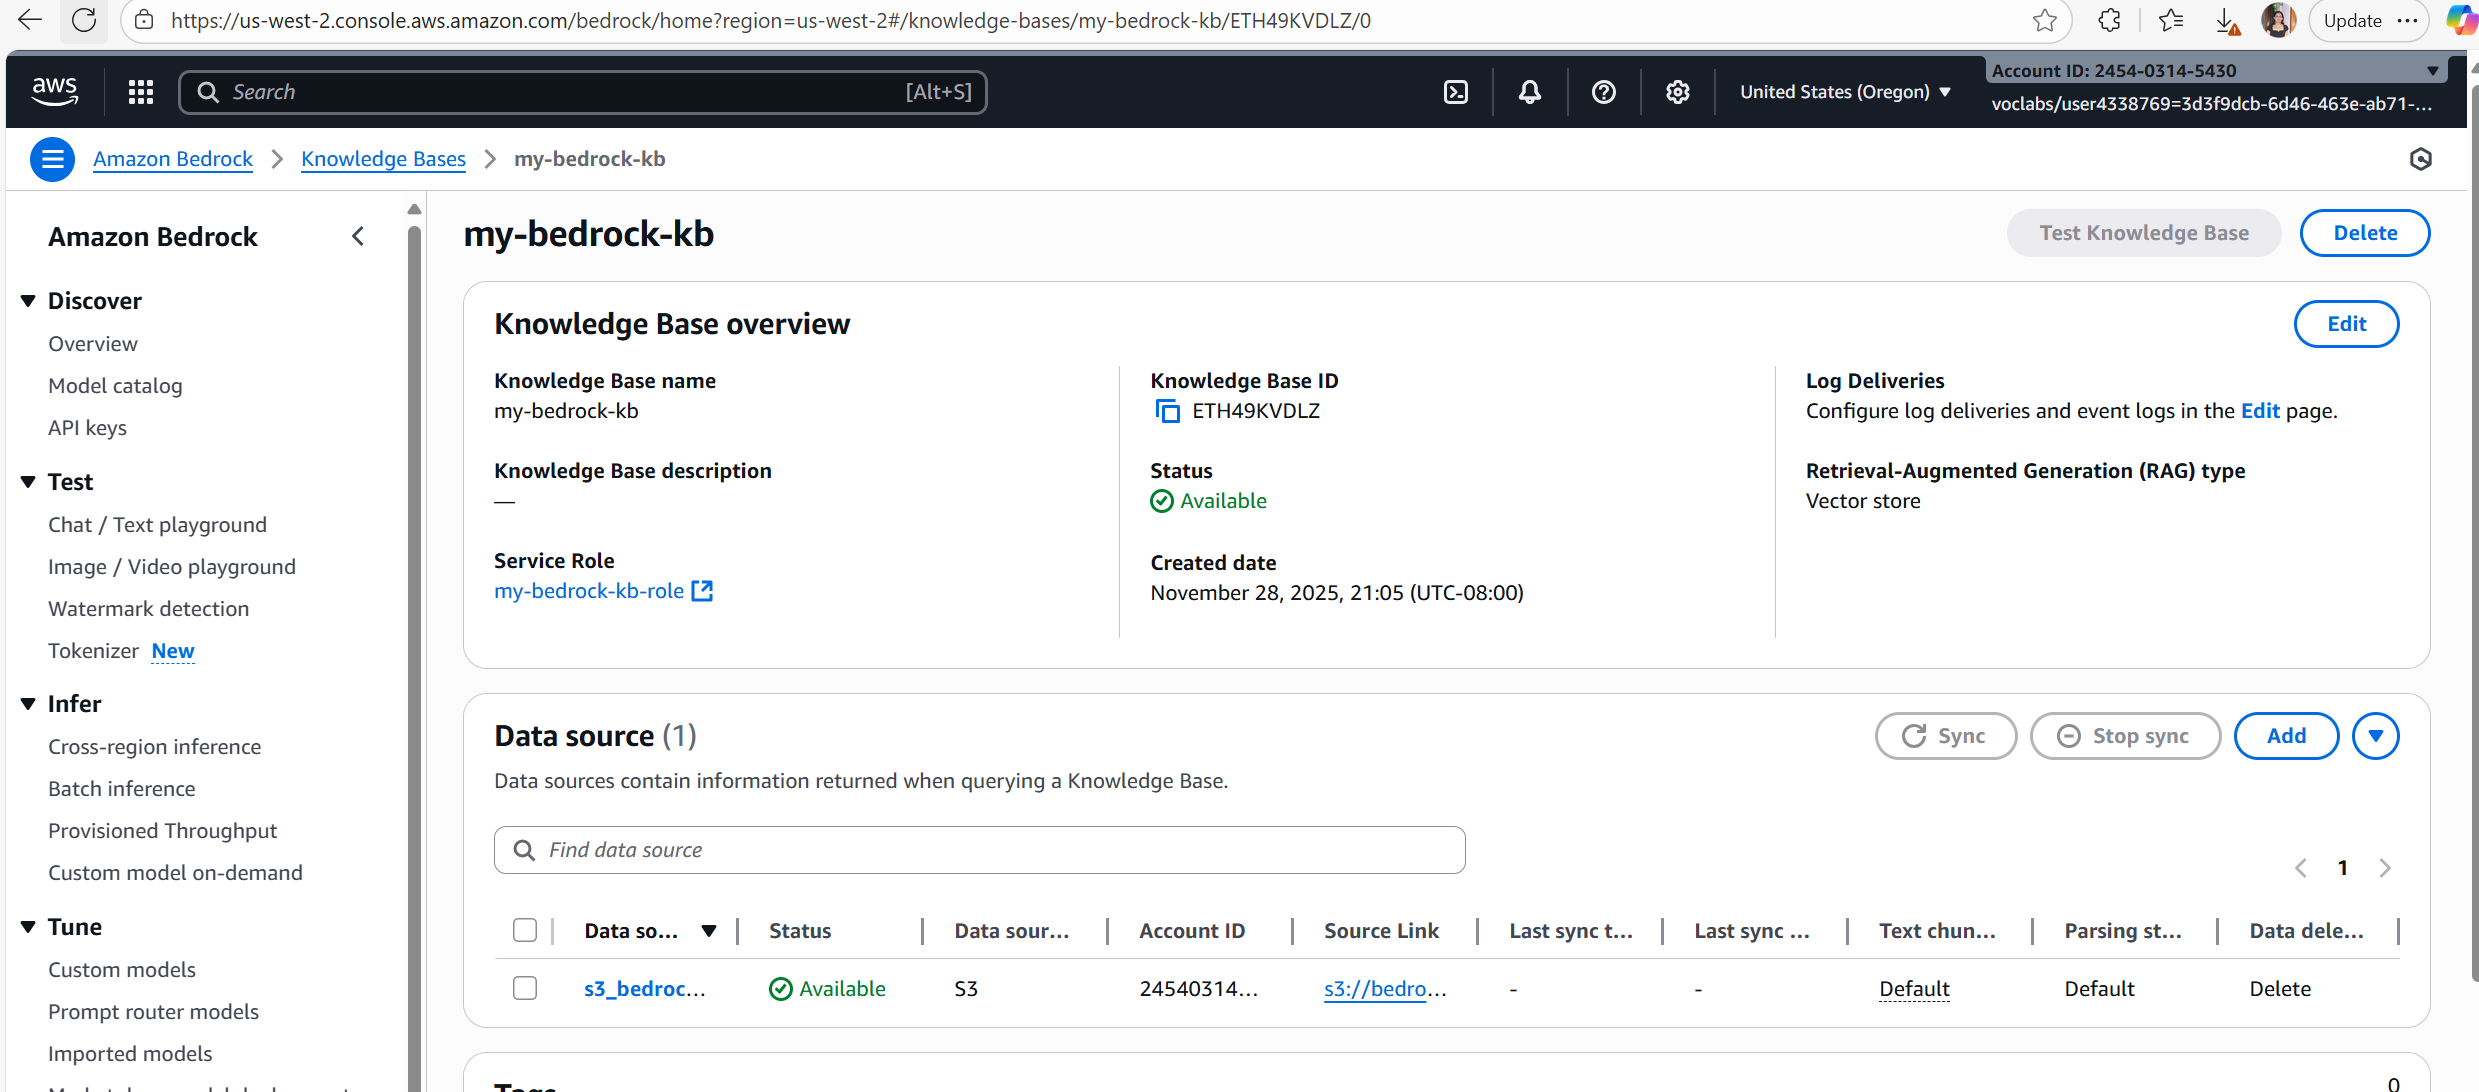 https://us-west-2.console.aws.amazon.com/bedrock/home?region=us-west-2#/knowledge-bases/my-bedrock-kb/ETH49KVDLZ/0
Update
aws
Search
[Alt+S]
United States (Oregon)
Account ID: 2454-0314-5430
voclabs/user4338769=3d3f9dcb-6d46-463e-ab71-...
Amazon Bedrock
Knowledge Bases
my-bedrock-kb
Amazon Bedrock
Discover
Overview
Model catalog
API keys
Test
Chat / Text playground
Image / Video playground
Watermark detection
Tokenizer New
Infer
Cross-region inference
Batch inference
Provisioned Throughput
Custom model on-demand
Tune
Custom models
Prompt router models
Imported models
my-bedrock-kb
Test Knowledge Base
Delete
Knowledge Base overview
Edit
Knowledge Base name
my-bedrock-kb
Knowledge Base description
—
Service Role
my-bedrock-kb-role
Knowledge Base ID
ETH49KVDLZ
Status
Available
Created date
November 28, 2025, 21:05 (UTC-08:00)
Log Deliveries
Configure log deliveries and event logs in the Edit page.
Retrieval-Augmented Generation (RAG) type
Vector store
Data source (1)
Sync
Stop sync
Add
Data sources contain information returned when querying a Knowledge Base.
Find data source
1
Data so... Status Data sour... Account ID Source Link Last sync t... Last sync ... Text chun... Parsing st... Data dele...
s3_bedroc... Available S3 24540314... s3://bedro... - - Default Default Delete
Tags
0